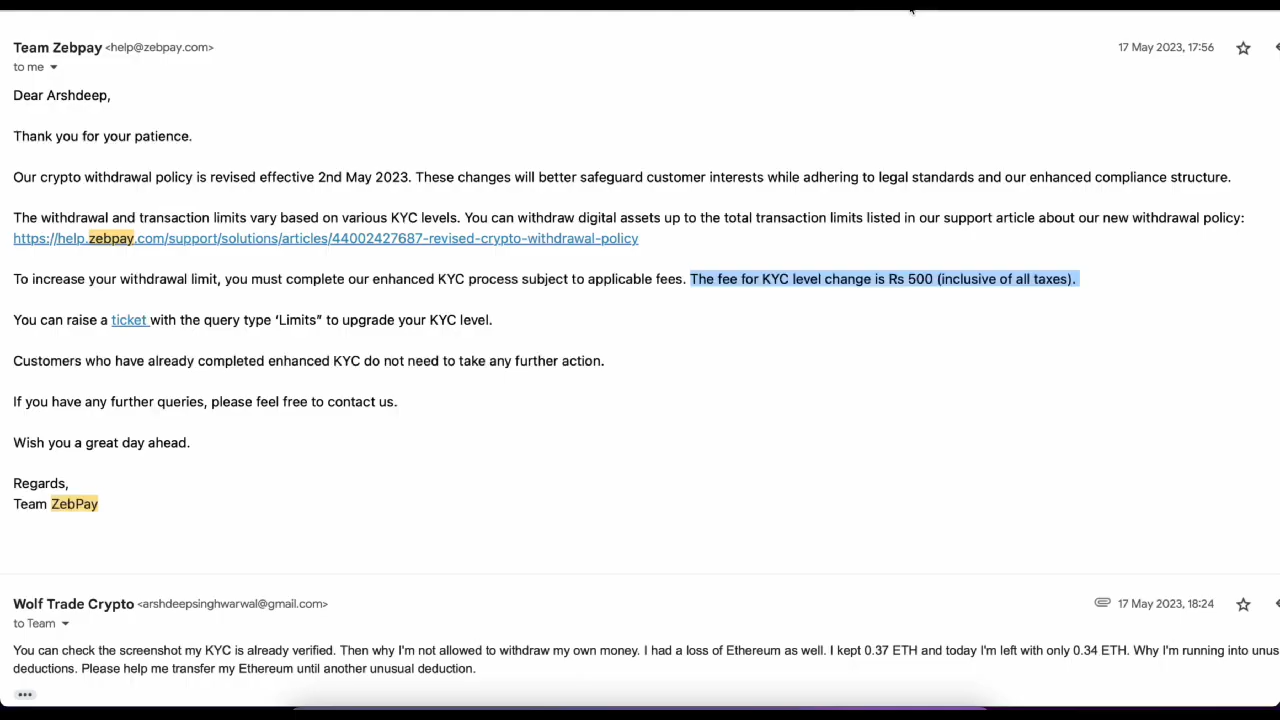 Team Zebpay <help@zebpay.com>
17 May 2023, 17:56
to me
Dear Arshdeep,
Thank you for your patience.
Our crypto withdrawal policy is revised effective 2nd May 2023. These changes will better safeguard customer interests while adhering to legal standards and our enhanced compliance structure.
The withdrawal and transaction limits vary based on various KYC levels. You can withdraw digital assets up to the total transaction limits listed in our support article about our new withdrawal policy:
https://help.zebpay.com/support/solutions/articles/44002427687-revised-crypto-withdrawal-policy
To increase your withdrawal limit, you must complete our enhanced KYC process subject to applicable fees. The fee for KYC level change is Rs 500 (inclusive of all taxes).
You can raise a ticket with the query type ‘Limits” to upgrade your KYC level.
Customers who have already completed enhanced KYC do not need to take any further action.
If you have any further queries, please feel free to contact us.
Wish you a great day ahead.
Regards,
Team ZebPay
Wolf Trade Crypto <arshdeepsinghwarwal@gmail.com>
17 May 2023, 18:24
to Team
You can check the screenshot my KYC is already verified. Then why I'm not allowed to withdraw my own money. I had a loss of Ethereum as well. I kept 0.37 ETH and today I'm left with only 0.34 ETH. Why I'm running into unus
deductions. Please help me transfer my Ethereum until another unusual deduction.